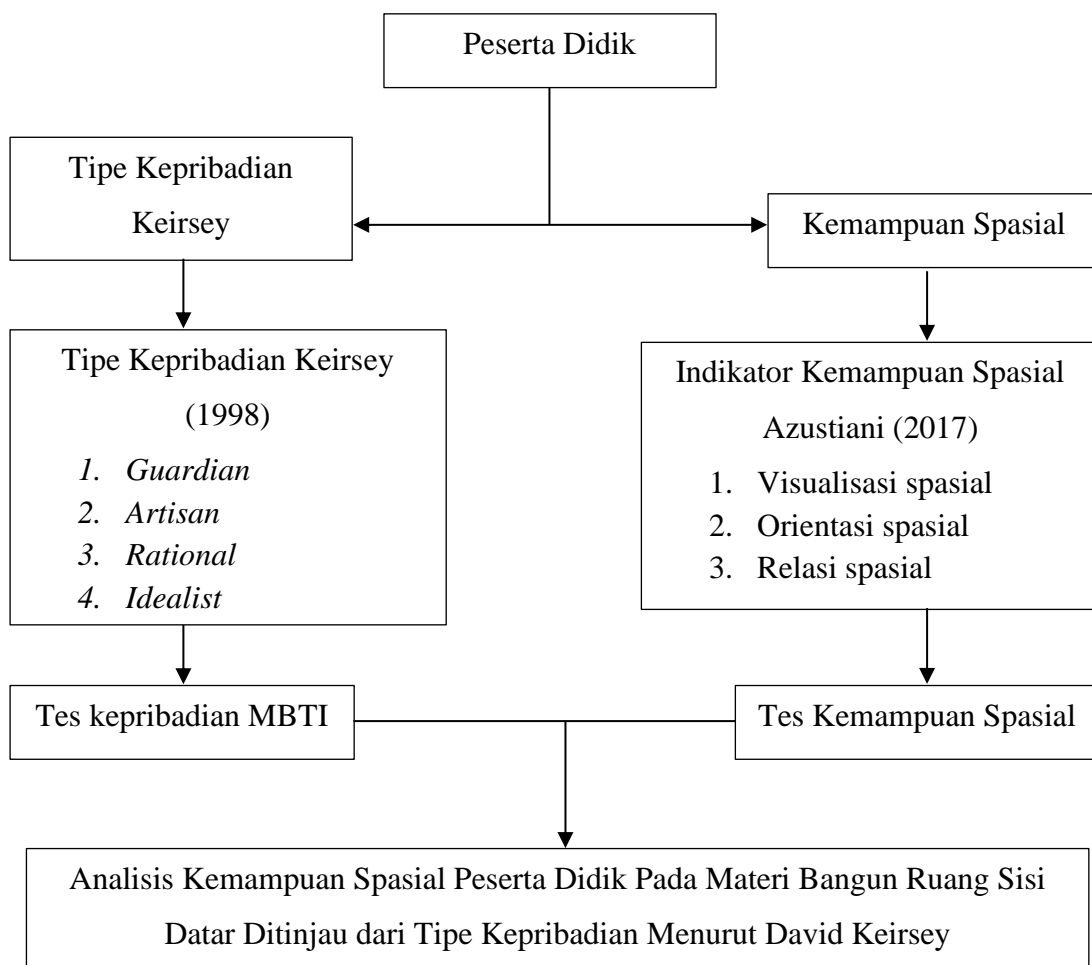 Peserta Didik
Tipe Kepribadian
Keirsey
Kemampuan Spasial
Tipe Kepribadian Keirsey
(1998)
1. Guardian
2. Artisan
3. Rational
4. Idealist
Indikator Kemampuan Spasial
Azustiani (2017)
1. Visualisasi spasial
2. Orientasi spasial
3. Relasi spasial
Tes kepribadian MBTI
Tes Kemampuan Spasial
Analisis Kemampuan Spasial Peserta Didik Pada Materi Bangun Ruang Sisi
Datar Ditinjau dari Tipe Kepribadian Menurut David Keirsey